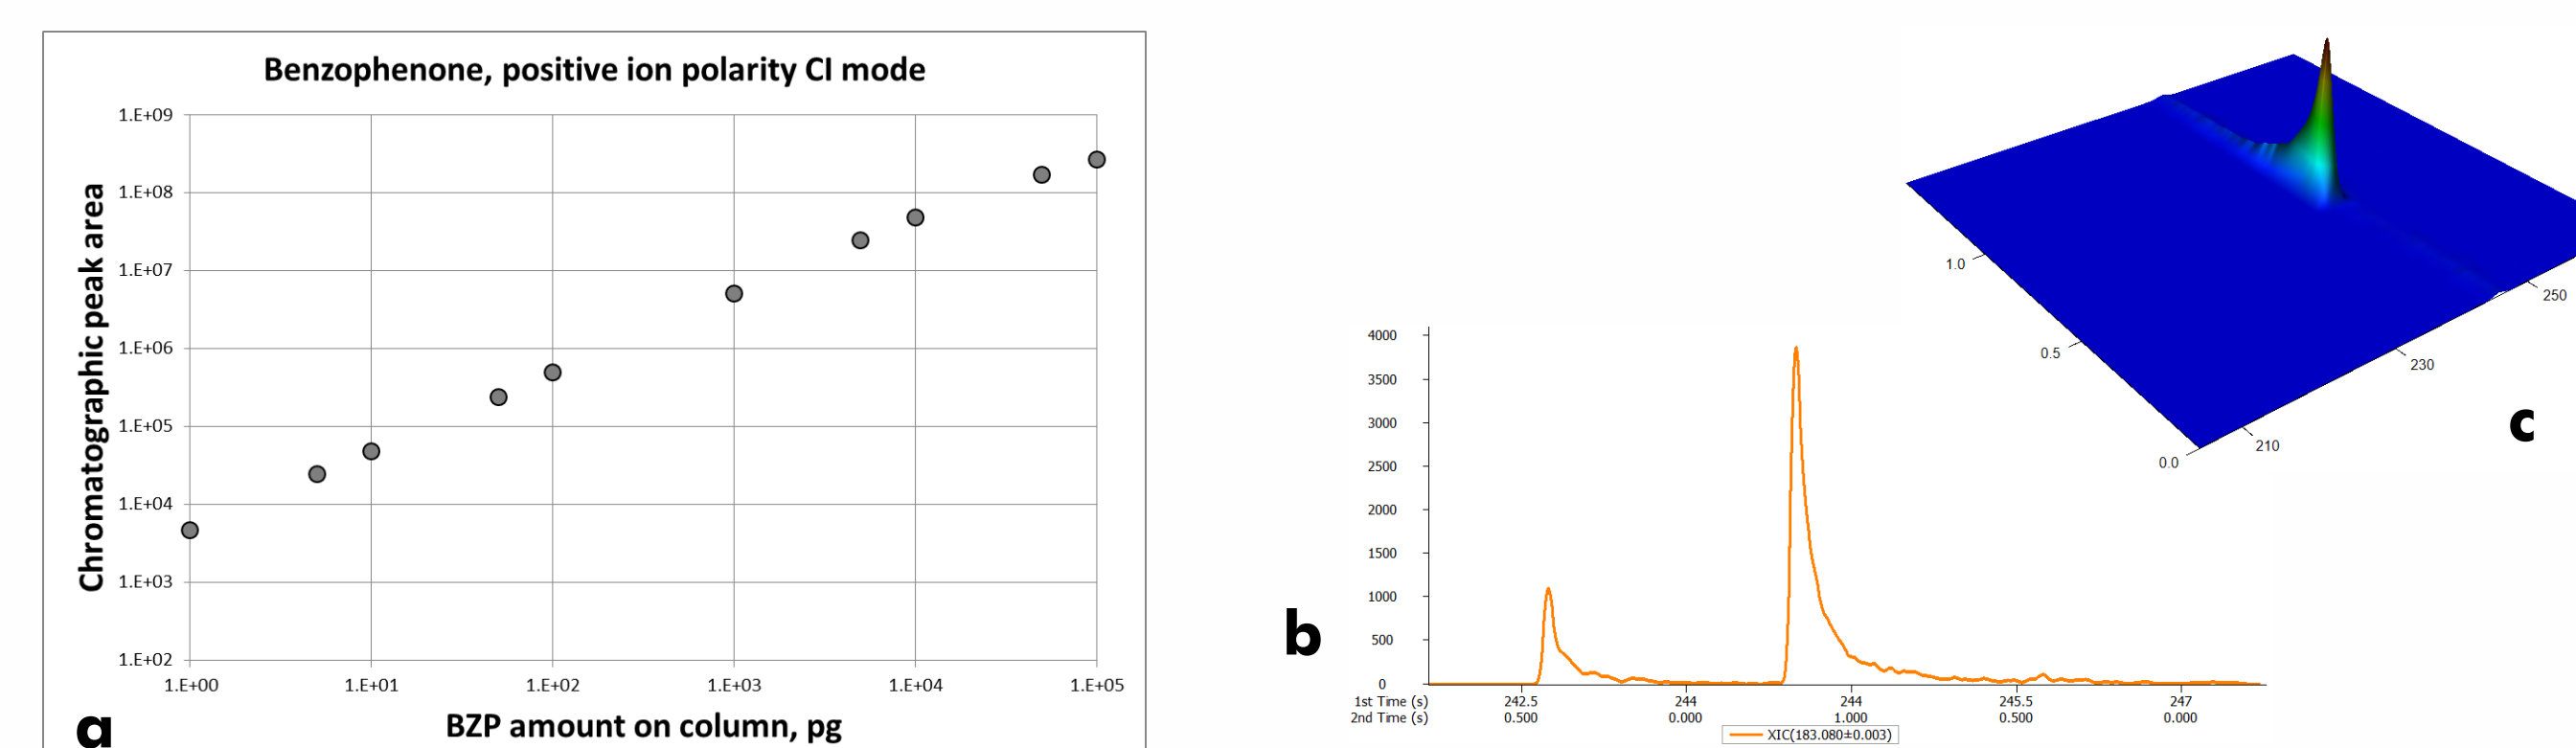 Benzophenone, positive ion polarity CI mode
Chromatographic peak area
1.E+09
1.E+08
1.E+07
1.E+06
1.E+05
1.E+04
1.E+03
1.E+02
1.E+00 1.E+01 1.E+02 1.E+03 1.E+04 1.E+05
BZP amount on column, pg
a
b
4000
3500
3000
2500
2000
1500
1000
500
0
1st Time (s) 242.5 244 244 245.5 247
2nd Time (s) 0.500 0.000 1.000 0.500 0.000
XIC(183.080±0.003)
1.0
0.5
0.0
210
230
250
c